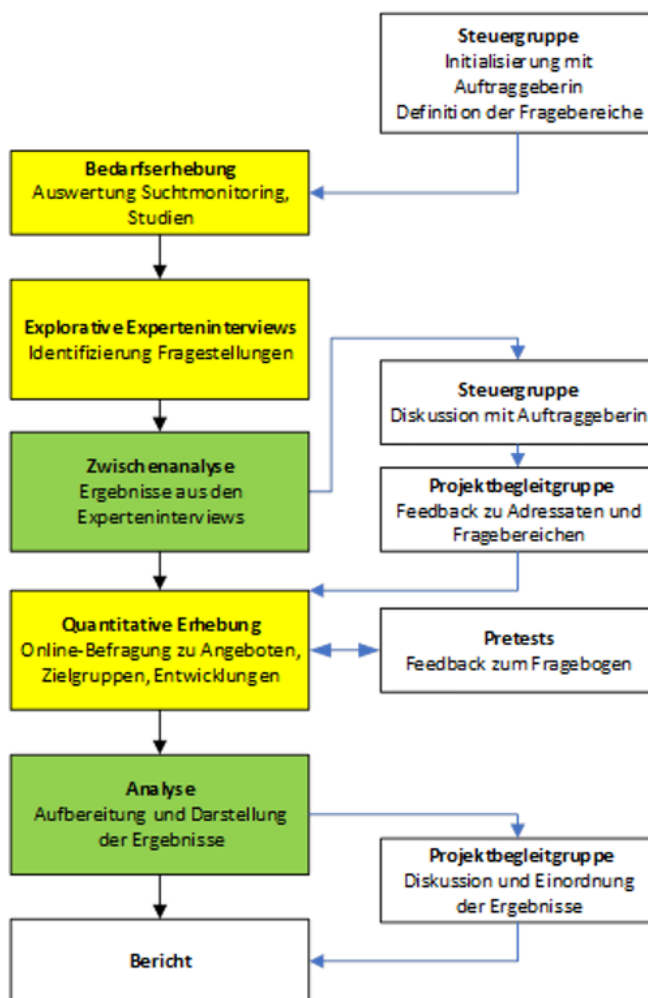 Steuergruppe
Initialisierung mit
Auftraggeberin
Definition der Fragebereiche
Bedarfserhebung
Auswertung Suchtmonitoring,
Studien
Explorative Experteninterviews
Identifizierung Fragestellungen
Steuergruppe
Diskussion mit Auftraggeberin
Zwischenanalyse
Ergebnisse aus den
Experteninterviews
Projektbegleitgruppe
Feedback zu Adressaten und
Fragebereichen
Quantitative Erhebung
Online-Befragung zu Angeboten,
Zielgruppen, Entwicklungen
Pretests
Feedback zum Fragebogen
Analyse
Aufbereitung und Darstellung
der Ergebnisse
Projektbegleitgruppe
Diskussion und Einordnung
der Ergebnisse
Bericht